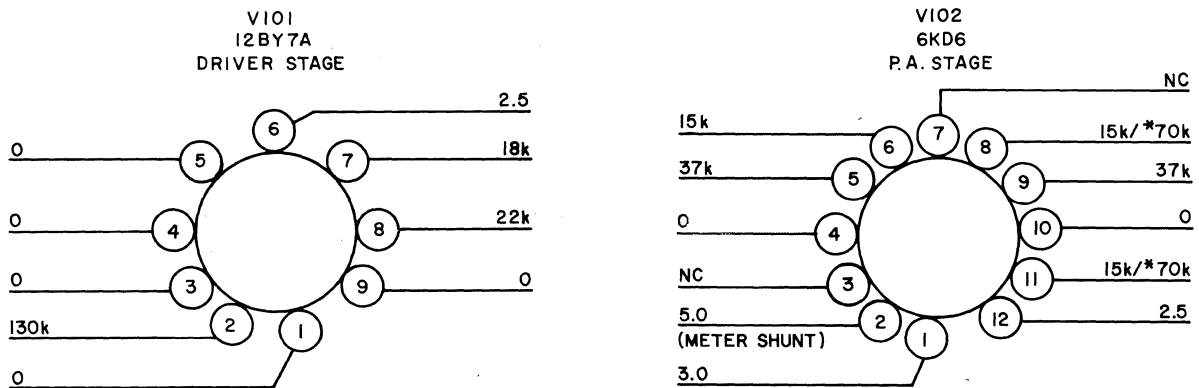 V101
12BY7A
DRIVER STAGE
2.5
6
0
5
7
18k
0
4
8
22k
0
3
9
0
130k
2
1
0
V102
6KD6
P. A. STAGE
NC
15k
6
7
8
15k/*70k
37k
5
9
37k
0
4
10
0
NC
3
11
15k/*70k
5.0
(METER SHUNT)
2
1
12
2.5
3.0